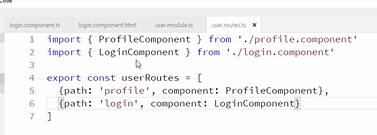 Code
login.component.ts login.component.html user.module.ts user.routes.ts ×
1 import { ProfileComponent } from './profile.component'
2 import { LoginComponent } from './login.component'
3
4 export const userRoutes = [
5 {path: 'profile', component: ProfileComponent},
6 {path: 'login', component: LoginComponent}
]